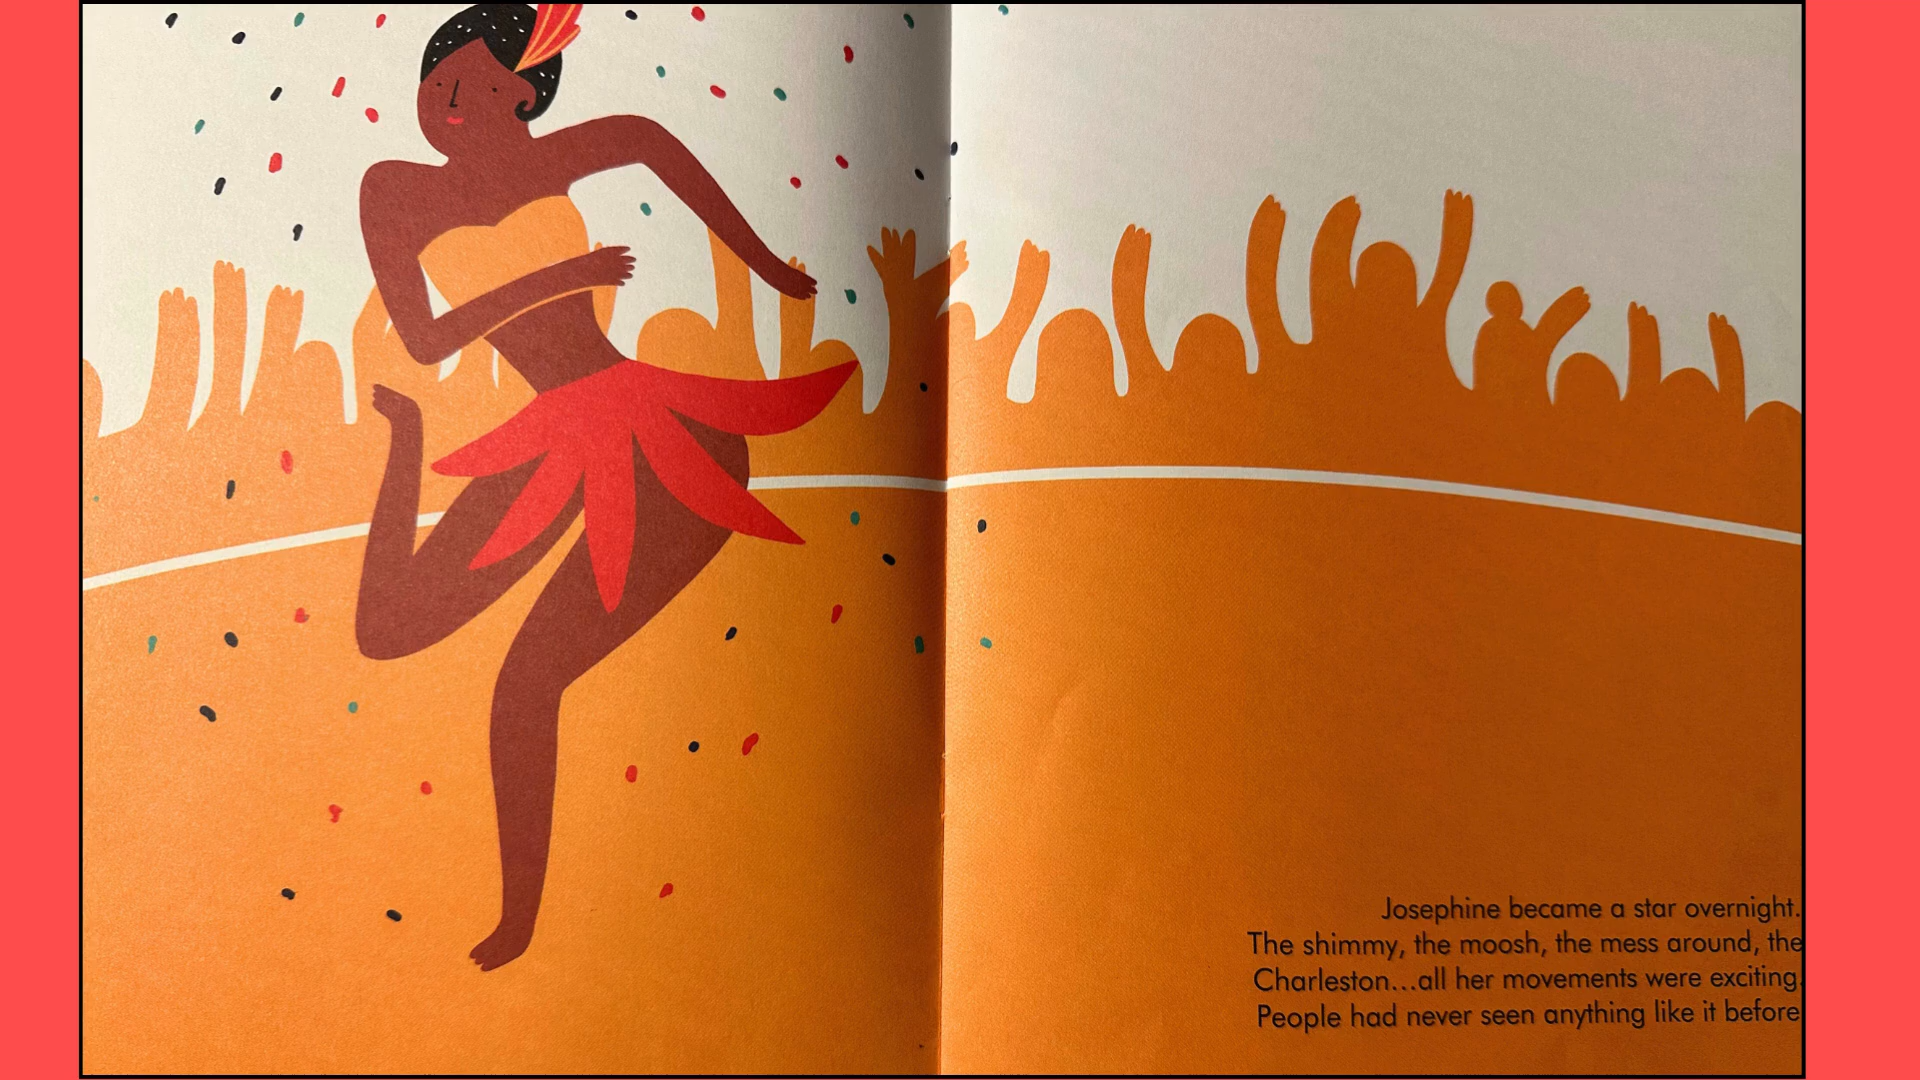 Josephine became a star overnight.
The shimmy, the moosh, the mess around, the
Charleston...all her movements were exciting.
People had never seen anything like it before